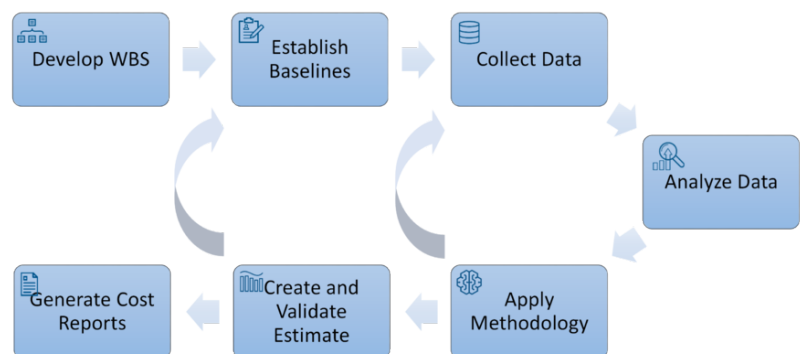 Develop WBS
Establish
Baselines
Collect Data
Analyze Data
Apply
Methodology
Create and
Validate
Estimate
Generate Cost
Reports